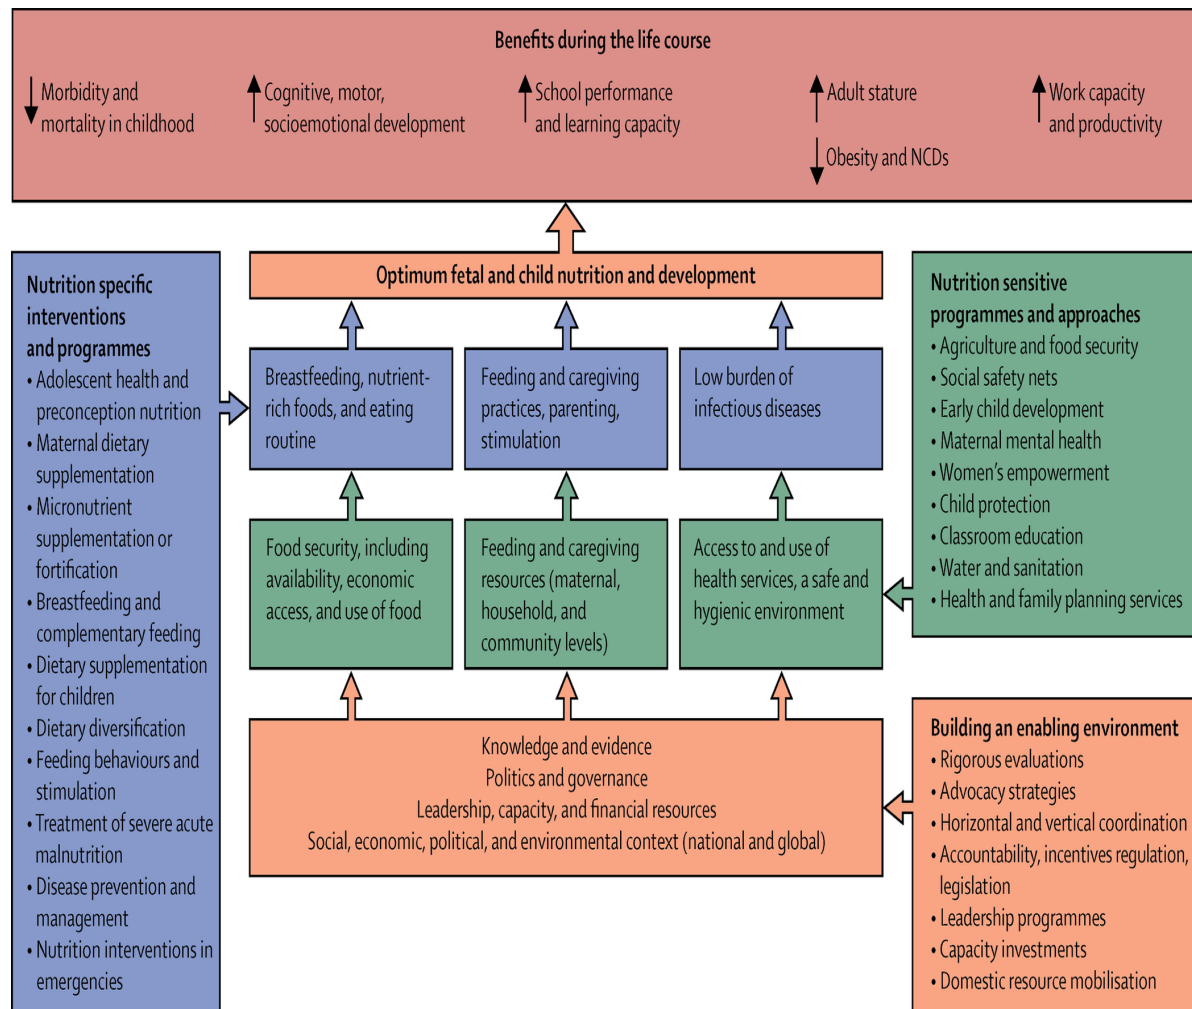 Benefits during the life course
Morbidity and
mortality in childhood
Cognitive, motor,
socioemotional development
School performance
and learning capacity
Adult stature
Obesity and NCDs
Work capacity
and productivity
Optimum fetal and child nutrition and development
Nutrition specific
interventions
and programmes
• Adolescent health and
preconception nutrition
• Maternal dietary
supplementation
• Micronutrient
supplementation or
fortification
• Breastfeeding and
complementary feeding
• Dietary supplementation
for children
• Dietary diversification
• Feeding behaviours and
stimulation
• Treatment of severe acute
malnutrition
• Disease prevention and
management
• Nutrition interventions in
emergencies
Breastfeeding, nutrient-
rich foods, and eating
routine
Feeding and caregiving
practices, parenting,
stimulation
Low burden of
infectious diseases
Food security, including
availability, economic
access, and use of food
Feeding and caregiving
resources (maternal,
household, and
community levels)
Access to and use of
health services, a safe and
hygienic environment
Knowledge and evidence
Politics and governance
Leadership, capacity, and financial resources
Social, economic, political, and environmental context (national and global)
Nutrition sensitive
programmes and approaches
• Agriculture and food security
• Social safety nets
• Early child development
• Maternal mental health
• Women's empowerment
• Child protection
• Classroom education
• Water and sanitation
• Health and family planning services
Building an enabling environment
• Rigorous evaluations
• Advocacy strategies
• Horizontal and vertical coordination
• Accountability, incentives regulation,
legislation
• Leadership programmes
• Capacity investments
• Domestic resource mobilisation